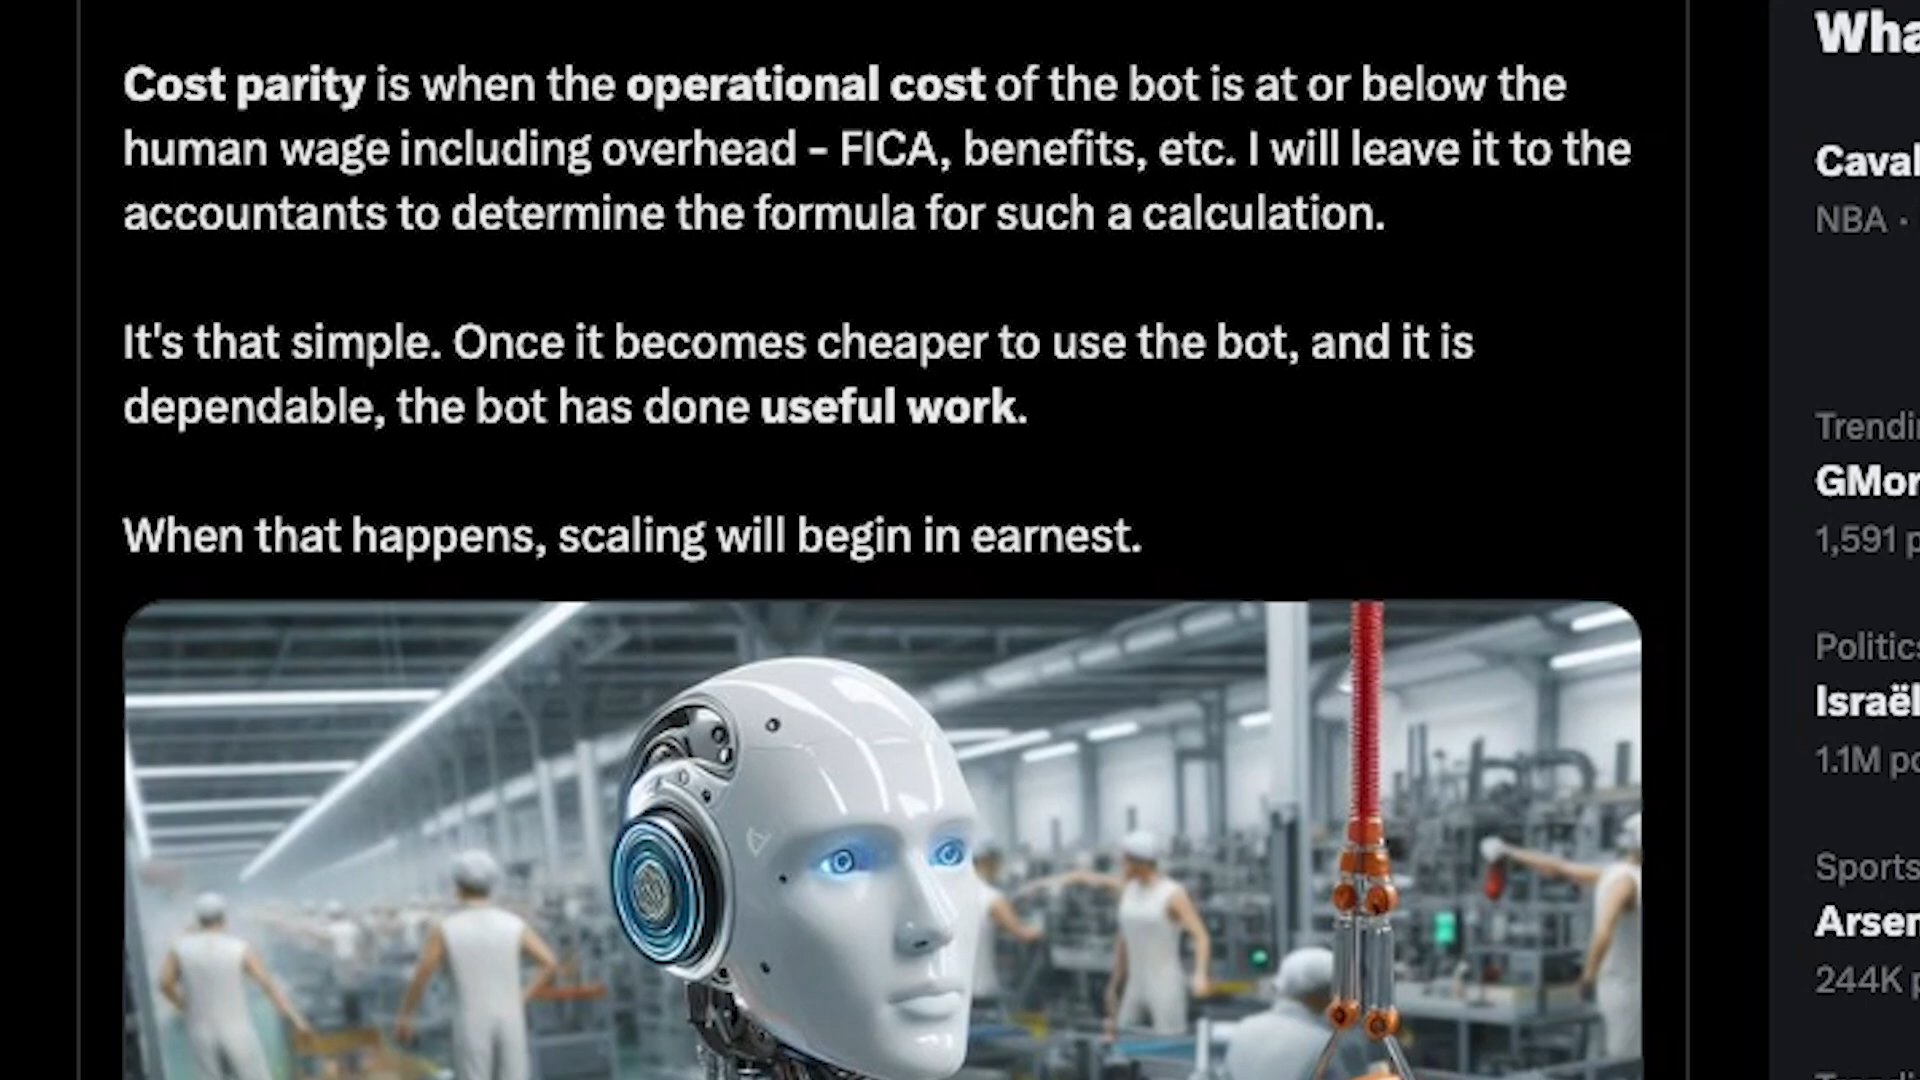 Cost parity is when the operational cost of the bot is at or below the
human wage including overhead – FICA, benefits, etc. I will leave it to the
accountants to determine the formula for such a calculation.
It's that simple. Once it becomes cheaper to use the bot, and it is
dependable, the bot has done useful work.
When that happens, scaling will begin in earnest.
NBA ·
1,591
Israël
1.1M
Sports
244K